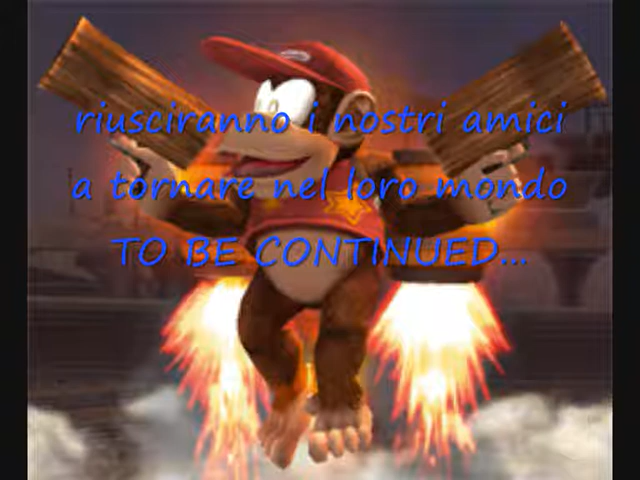 riusciranno i nostri amici
a tornare nel loro mondo
TO BE CONTINUED...